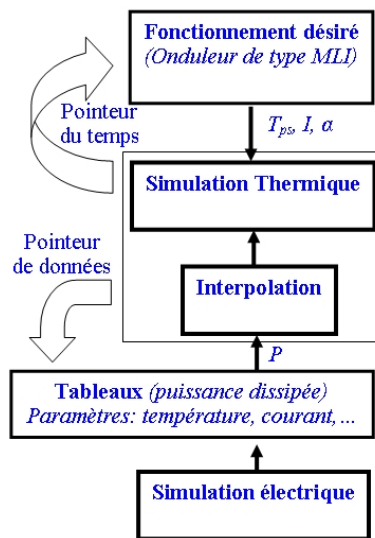 Fonctionnement désiré
(Onduleur de type MLI)
Pointeur
du temps
T_ps, I, α
Simulation Thermique
Pointeur
de données
Interpolation
P
Tableaux (puissance dissipée)
Paramètres: température, courant,...
Simulation électrique